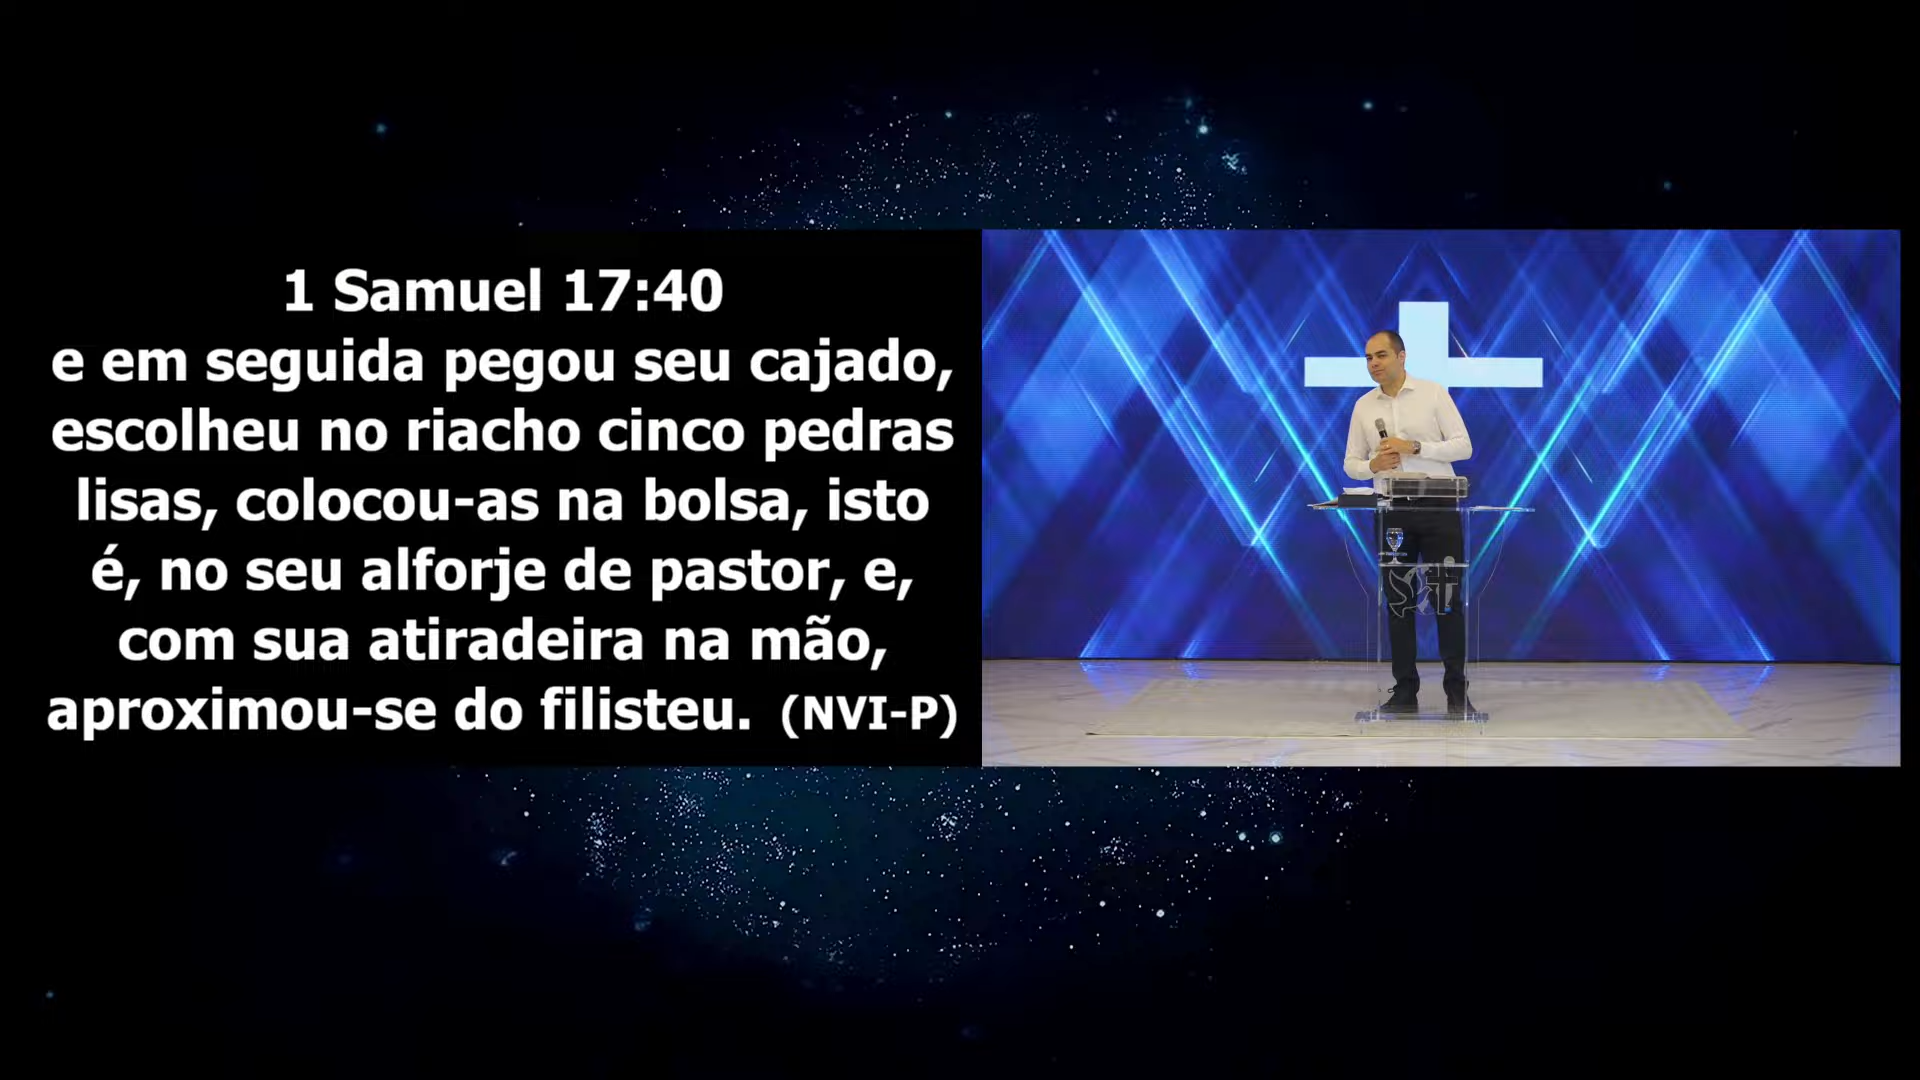 1 Samuel 17:40
e em seguida pegou seu cajado,
escolheu no riacho cinco pedras
lisas, colocou-as na bolsa, isto
é, no seu alforje de pastor, e,
com sua atiradeira na mão,
aproximou-se do filisteu. (NVI-P)